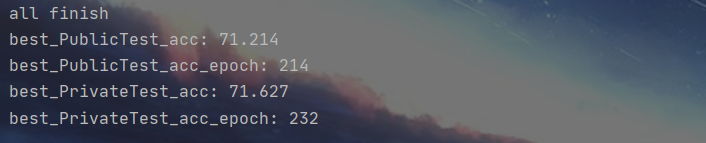 all finish
best_PublicTest_acc: 71.214
best_PublicTest_acc_epoch: 214
best_PrivateTest_acc: 71.627
best_PrivateTest_acc_epoch: 232